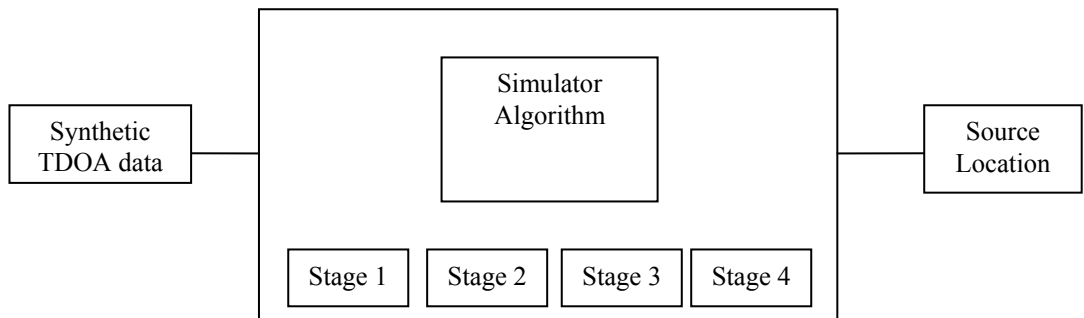 Simulator
Algorithm
Synthetic
TDOA data
Source
Location
Stage 1
Stage 2
Stage 3
Stage 4